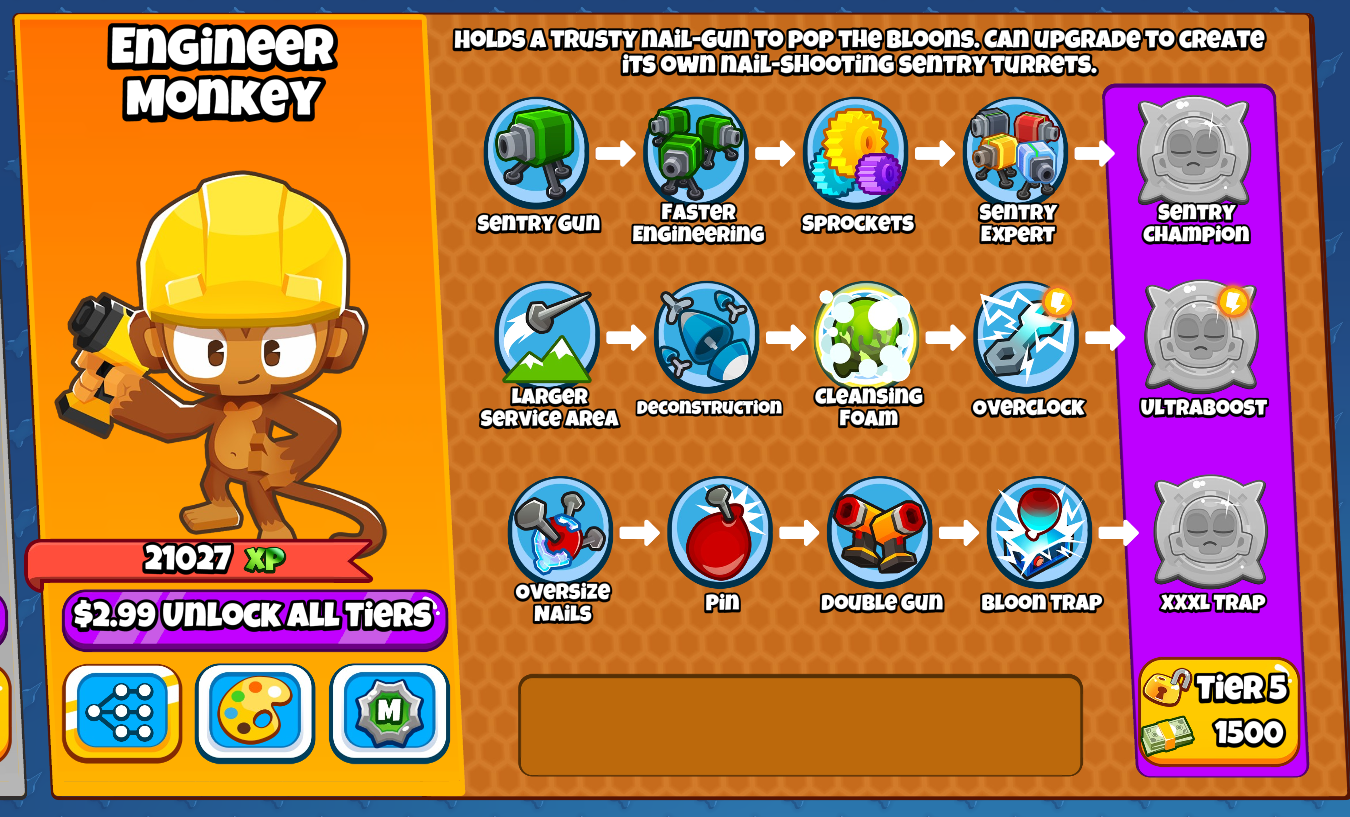 Engineer
Monkey
Holds a trusty nail-gun to pop the Bloons. Can upgrade to create
its own nail-shooting sentry turrets.
Sentry Gun
Faster
Engineering
Sprockets
Sentry
Expert
Sentry
Champion
Larger
Service Area
Deconstruction
Cleansing
Foam
Overclock
Ultraboost
Oversize
Nails
Pin
Double Gun
Bloon Trap
XXXL Trap
21027 XP
$2.99 Unlock All Tiers
M
Tier 5
1500